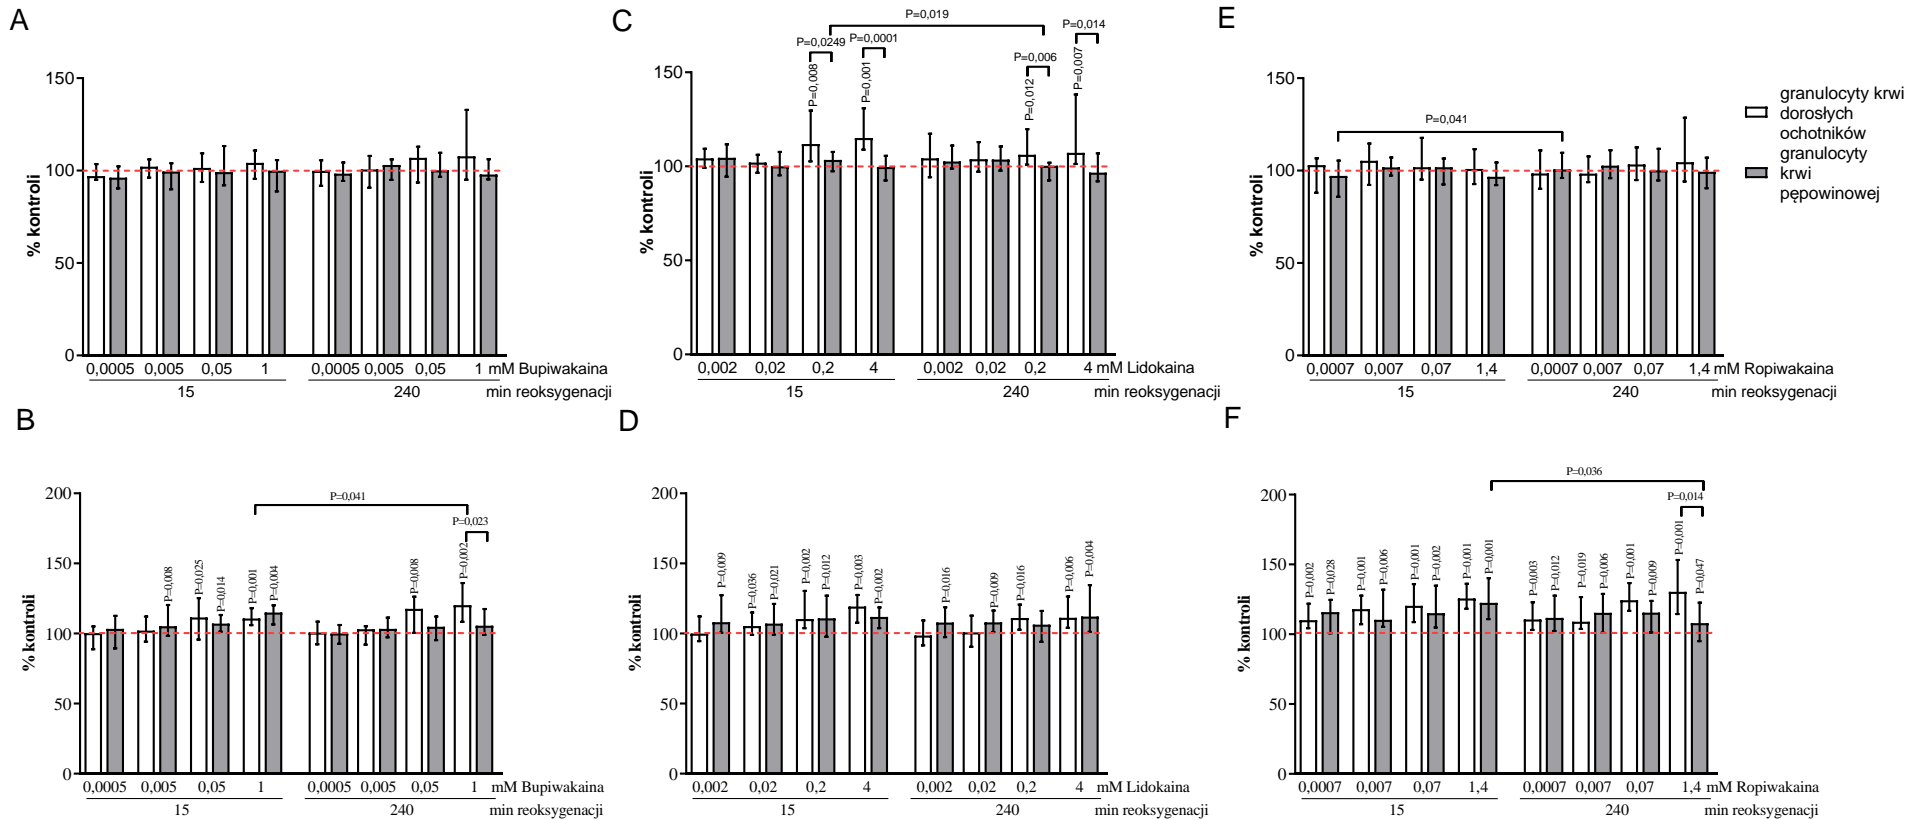 A
150
100
50
0
% kontroli
0,0005 0,005 0,05 1 0,0005 0,005 0,05 1 mM Bupiwakaina
15 240 min reoksygenacji
C
P=0,019
P=0,014
P=0,0249 P=0,0001
P=0,006
P=0,008 P=0,001 P=0,012 P=0,007
150
100
50
0
% kontroli
0,002 0,02 0,2 4 0,002 0,02 0,2 4 mM Lidokaina
15 240 min reoksygenacji
E
P=0,041
150
100
50
0
% kontroli
0,0007 0,007 0,07 1,4 0,0007 0,007 0,07 1,4 mM Ropiwakaina
15 240 min reoksygenacji
granulocyty krwi
dorosłych
ochotników
granulocyty
krwi
pępowinowej
B
P=0,041
P=0,023
P=0,008 P=0,025 P=0,014 P=0,001 P=0,004 P=0,008 P=0,002
200
150
100
50
0
% kontroli
0,0005 0,005 0,05 1 0,0005 0,005 0,05 1 mM Bupiwakaina
15 240 min reoksygenacji
D
P=0,009 P=0,036 P=0,021 P=0,002 P=0,012 P=0,003 P=0,002 P=0,016 P=0,009 P=0,016 P=0,006 P=0,004
200
150
100
50
0
% kontroli
0,002 0,02 0,2 4 0,002 0,02 0,2 4 mM Lidokaina
15 240 min reoksygenacji
F
P=0,036
P=0,014
P=0,002 P=0,028 P=0,001 P=0,006 P=0,001 P=0,002 P=0,001 P=0,001 P=0,003 P=0,012 P=0,019 P=0,006 P=0,001 P=0,009 P=0,001 P=0,047
200
150
100
50
0
% kontroli
0,0007 0,007 0,07 1,4 0,0007 0,007 0,07 1,4 mM Ropiwakaina
15 240 min reoksygenacji